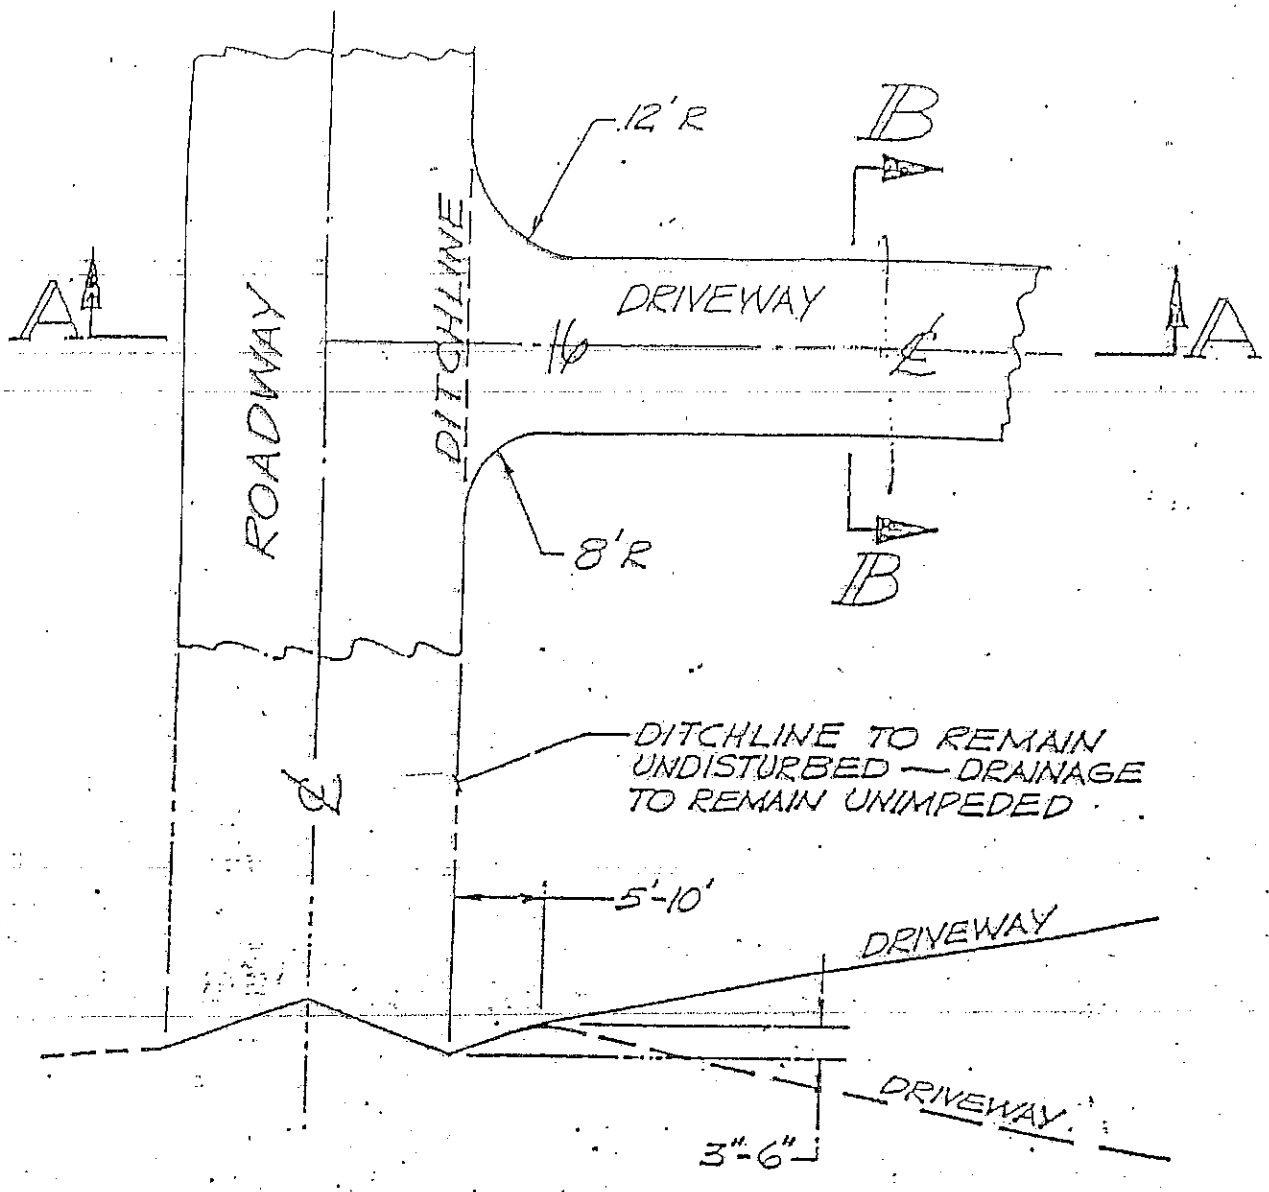 12'R
B
A
DRIVEWAY
A
DITCHLINE
16
ROADWAY
8'R
B
DITCHLINE TO REMAIN
UNDISTURBED — DRAINAGE
TO REMAIN UNIMPEDED
5'-10'
DRIVEWAY
DRIVEWAY
3"-6"